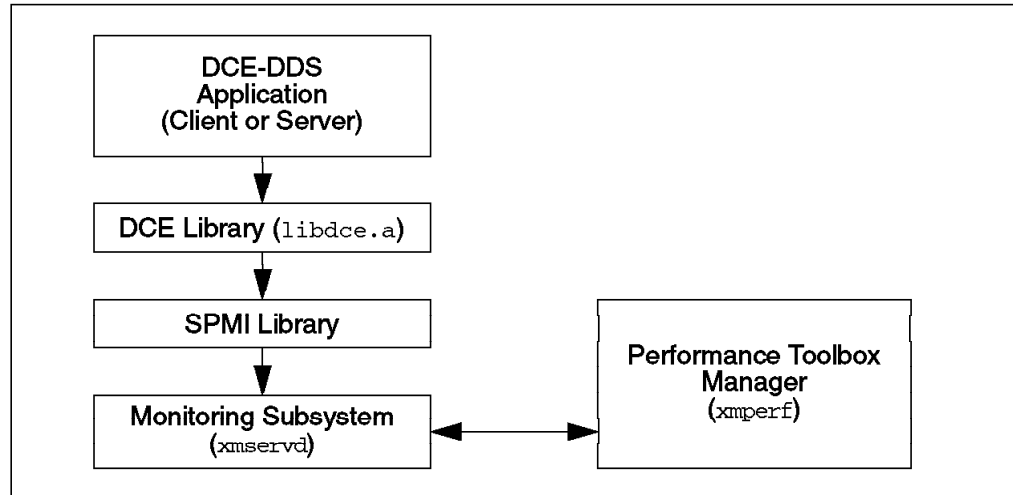 DCE-DDS
Application
(Client or Server)
DCE Library (libdce.a)
SPMI Library
Monitoring Subsystem
(xmservd)
Performance Toolbox
Manager
(xmperf)